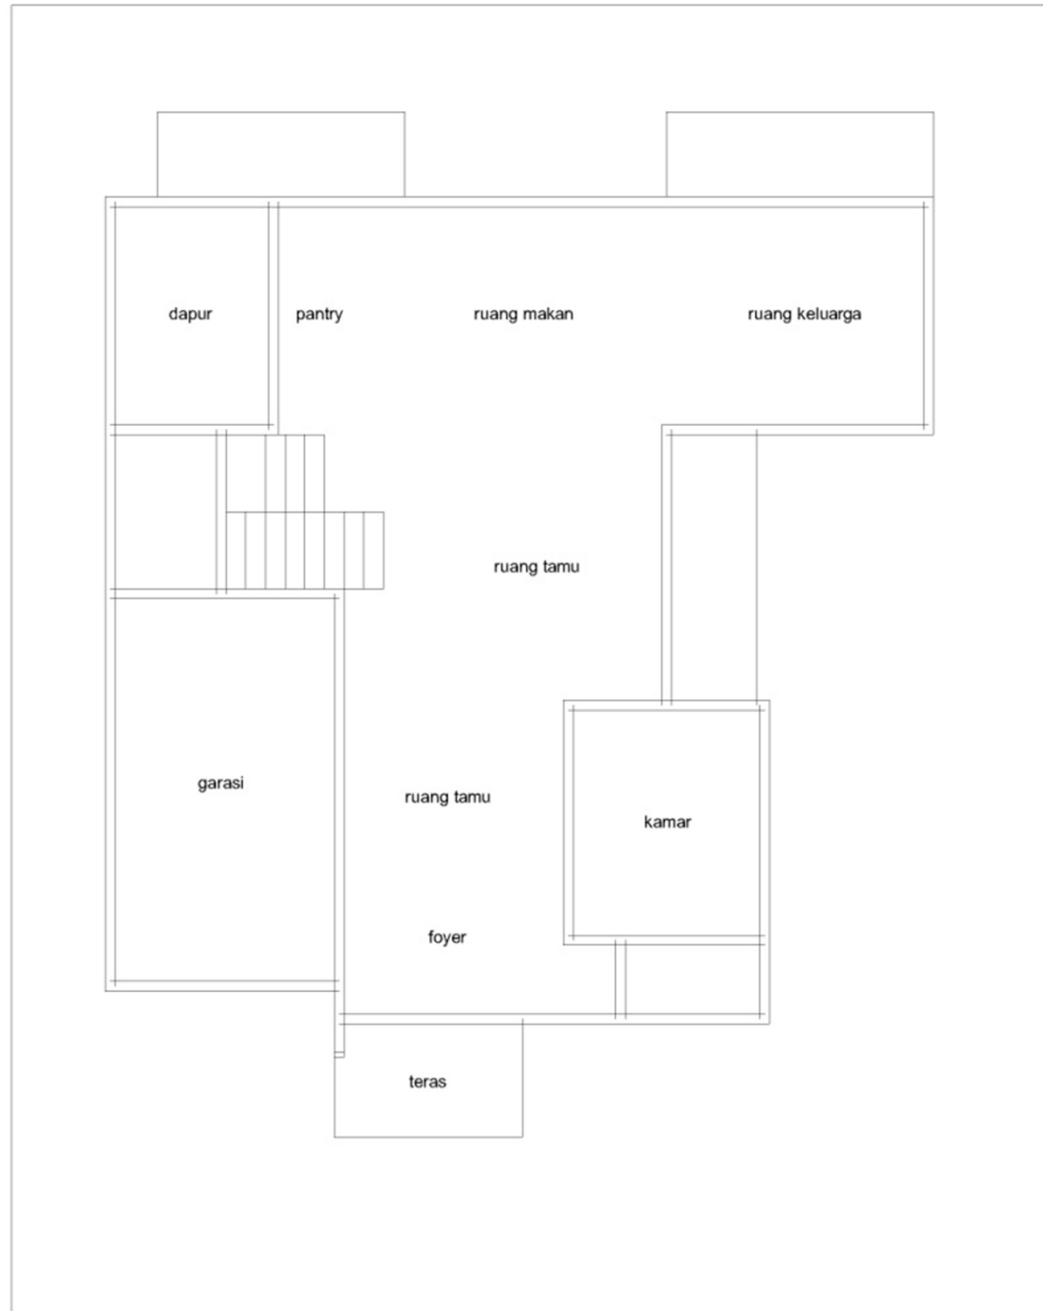 dapur
pantry
ruang makan
ruang keluarga
ruang tamu
garasi
ruang tamu
kamar
foyer
teras